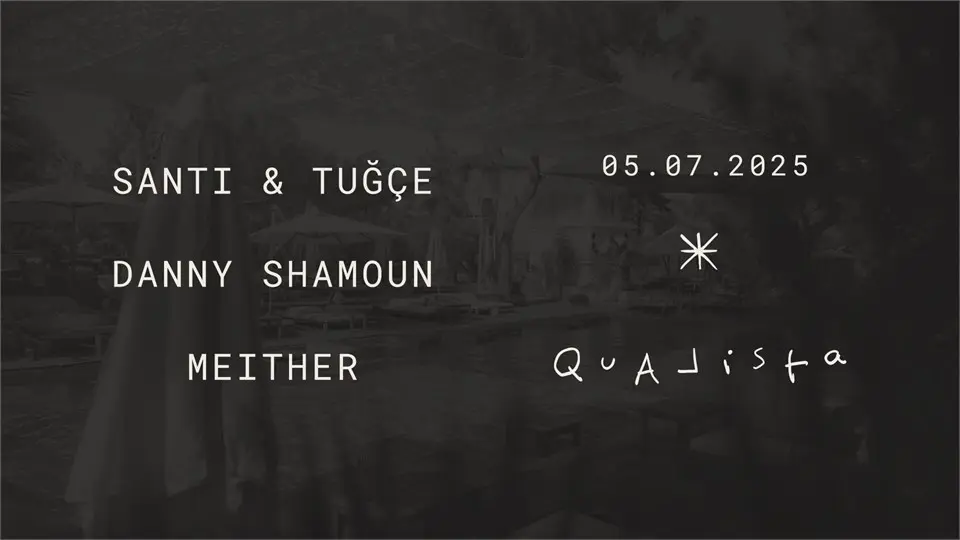 SANTI & TUĞÇE
DANNY SHAMOUN
MEITHER
05.07.2025
QuALista